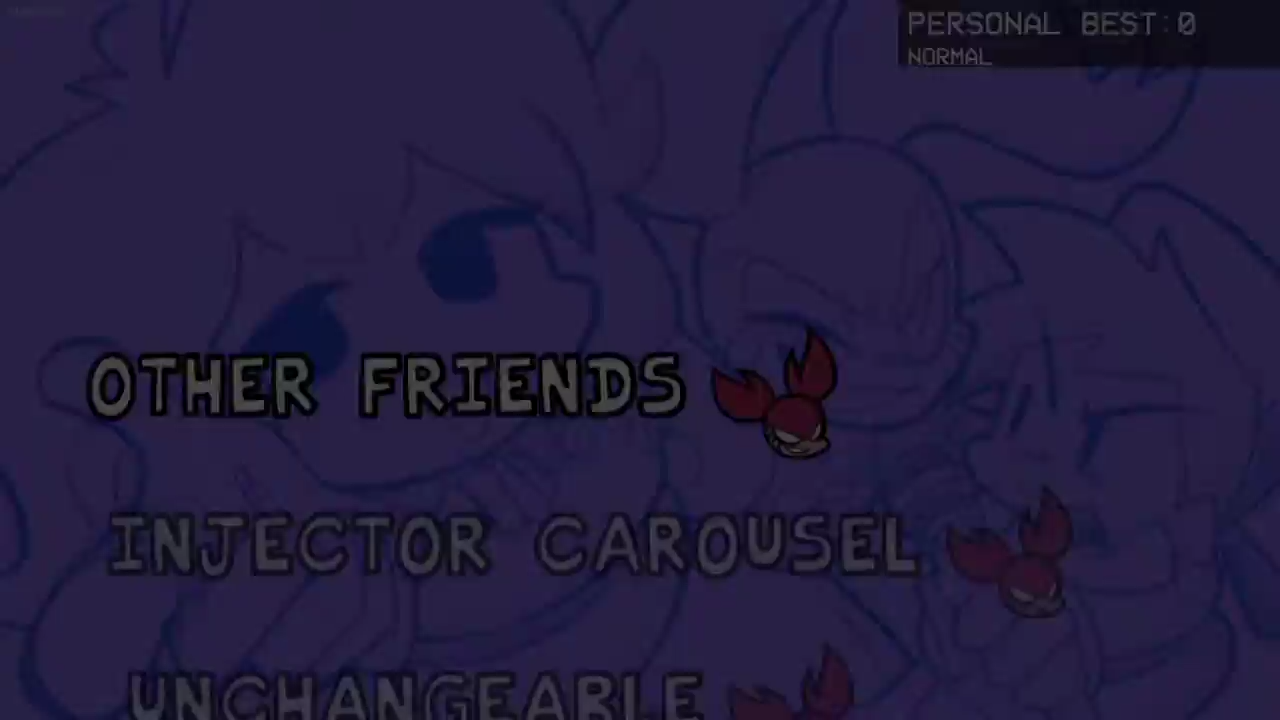 PERSONAL BEST:0
NORMAL
OTHER FRIENDS
INJECTOR CAROUSEL
UNCHANGEABLE